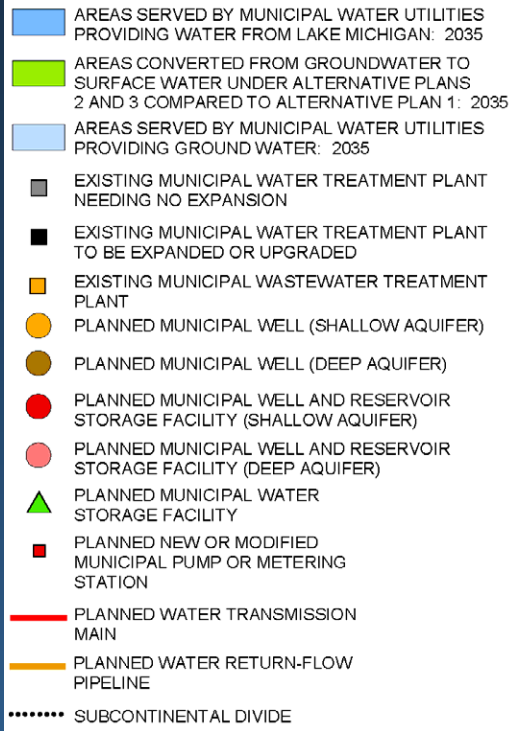 AREAS SERVED BY MUNICIPAL WATER UTILITIES
PROVIDING WATER FROM LAKE MICHIGAN: 2035
AREAS CONVERTED FROM GROUNDWATER TO
SURFACE WATER UNDER ALTERNATIVE PLANS
2 AND 3 COMPARED TO ALTERNATIVE PLAN 1: 2035
AREAS SERVED BY MUNICIPAL WATER UTILITIES
PROVIDING GROUND WATER: 2035
EXISTING MUNICIPAL WATER TREATMENT PLANT
NEEDING NO EXPANSION
EXISTING MUNICIPAL WATER TREATMENT PLANT
TO BE EXPANDED OR UPGRADED
EXISTING MUNICIPAL WASTEWATER TREATMENT
PLANT
PLANNED MUNICIPAL WELL (SHALLOW AQUIFER)
PLANNED MUNICIPAL WELL (DEEP AQUIFER)
PLANNED MUNICIPAL WELL AND RESERVOIR
STORAGE FACILITY (SHALLOW AQUIFER)
PLANNED MUNICIPAL WELL AND RESERVOIR
STORAGE FACILITY (DEEP AQUIFER)
PLANNED MUNICIPAL WATER
STORAGE FACILITY
PLANNED NEW OR MODIFIED
MUNICIPAL PUMP OR METERING
STATION
PLANNED WATER TRANSMISSION
MAIN
PLANNED WATER RETURN-FLOW
PIPELINE
SUBCONTINENTAL DIVIDE